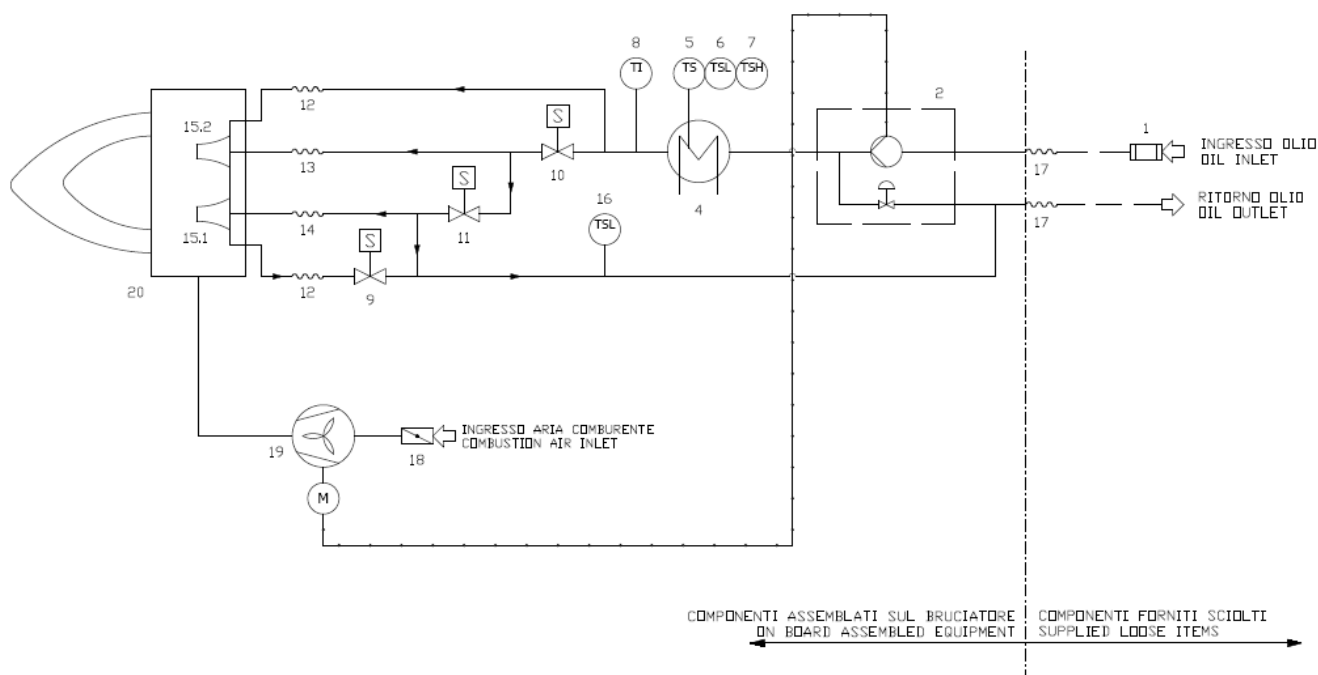 8
5
6
7
TI
TS
TSL
TSH
2
12
15.2
S
1
INGRESSO OLIO
OIL INLET
13
10
17
S
4
16
RITORNO OLIO
OIL OUTLET
15.1
14
11
TSL
17
S
20
12
9
19
INGRESSO ARIA COMBURENTE
COMBUSTION AIR INLET
18
M
COMPONENTI ASSEMBLATI SUL BRUCIATORE
ON BOARD ASSEMBLED EQUIPMENT
COMPONENTI FORNITI SCIOLTI
SUPPLIED LOOSE ITEMS